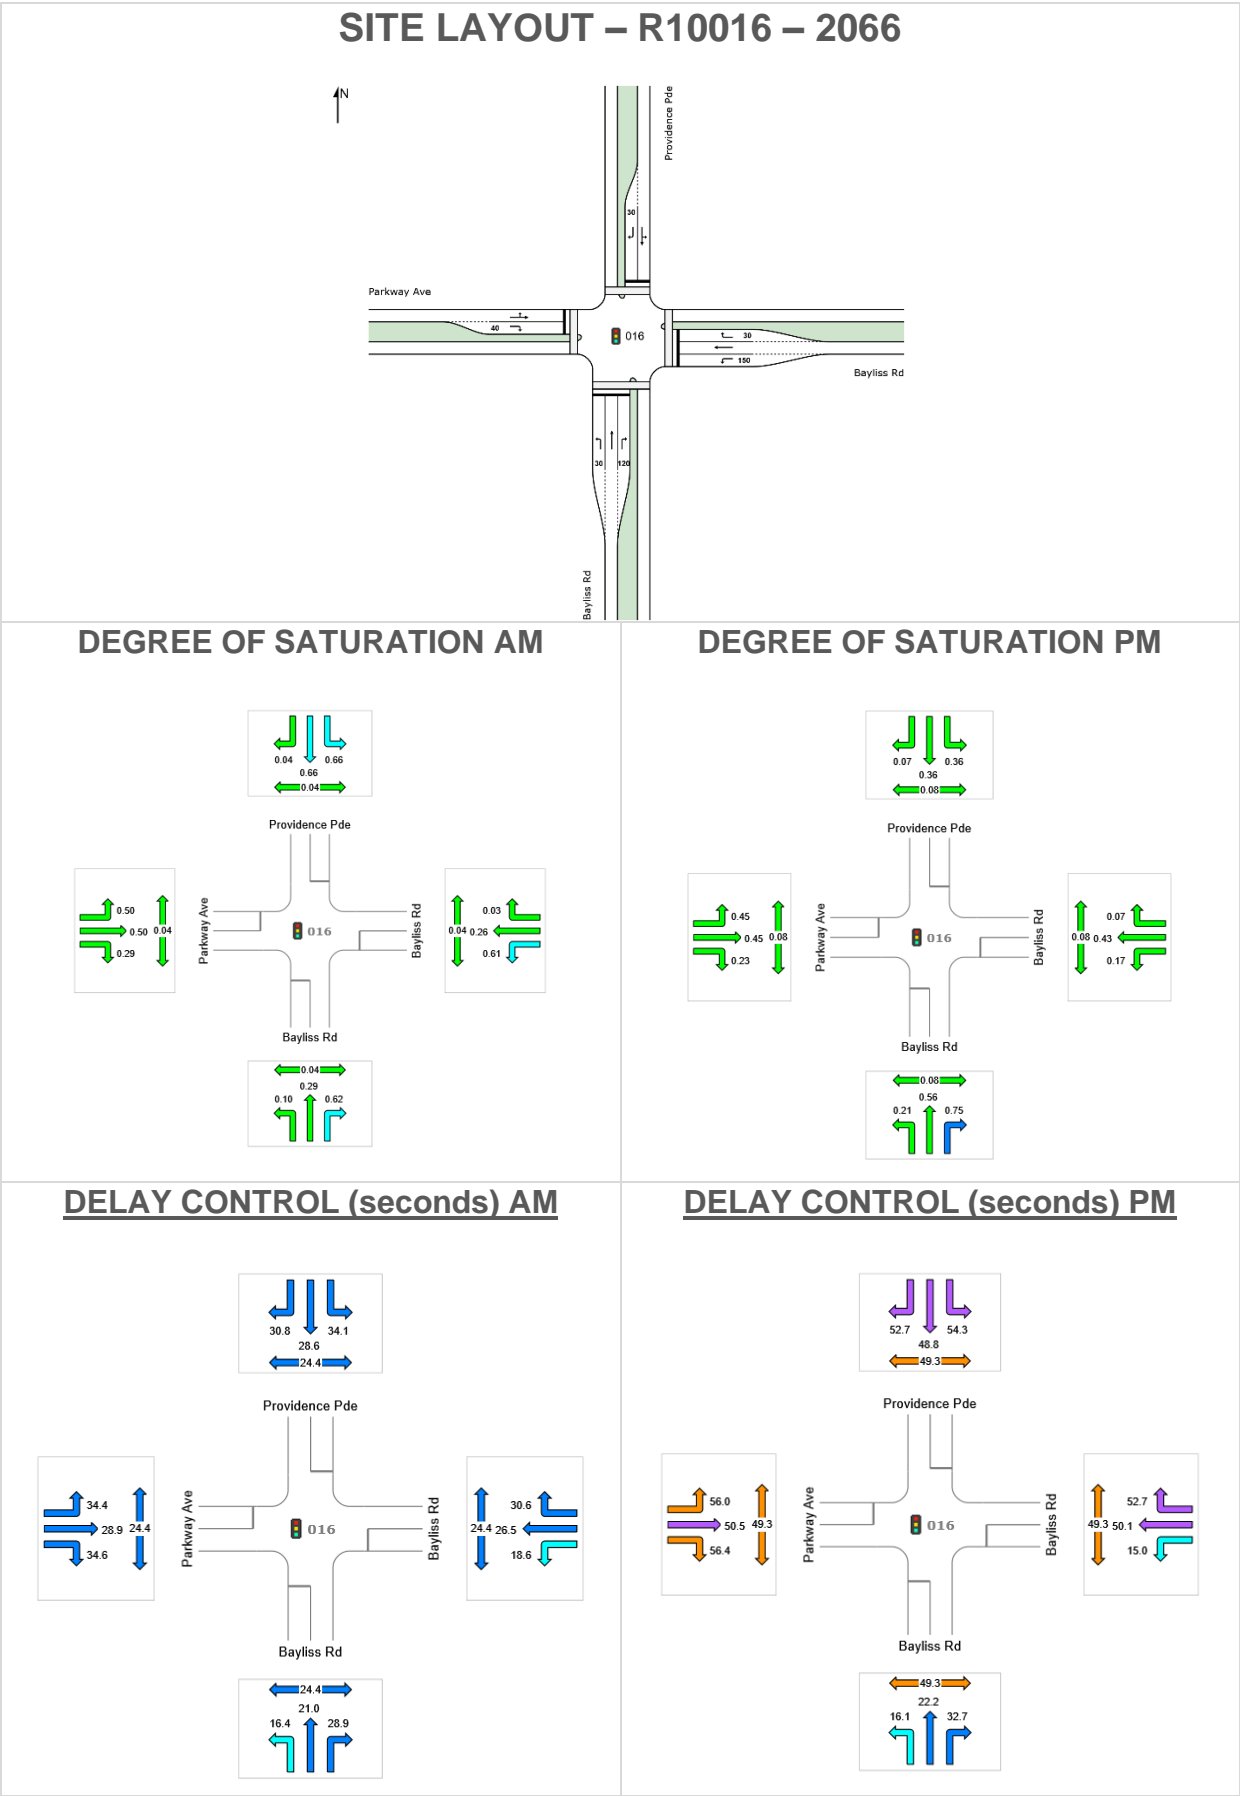 SITE LAYOUT – R10016 – 2066
N
Providence Pde
30
Parkway Ave
40
016
30
150
Bayliss Rd
30
120
Bayliss Rd
DEGREE OF SATURATION AM
0.04
0.66
0.66
0.04
Providence Pde
0.50
0.50
0.04
0.29
Parkway Ave
016
Bayliss Rd
0.03
0.04
0.26
0.61
Bayliss Rd
0.04
0.29
0.10
0.62
DEGREE OF SATURATION PM
0.07
0.36
0.36
0.08
Providence Pde
0.45
0.45
0.08
0.23
Parkway Ave
016
Bayliss Rd
0.07
0.08
0.43
0.17
Bayliss Rd
0.08
0.56
0.21
0.75
DELAY CONTROL (seconds) AM
30.8
34.1
28.6
24.4
Providence Pde
34.4
28.9
24.4
34.6
Parkway Ave
016
Bayliss Rd
30.6
24.4
26.5
18.6
Bayliss Rd
24.4
21.0
16.4
28.9
DELAY CONTROL (seconds) PM
52.7
54.3
48.8
49.3
Providence Pde
56.0
50.5
49.3
56.4
Parkway Ave
016
Bayliss Rd
52.7
49.3
50.1
15.0
Bayliss Rd
49.3
22.2
16.1
32.7